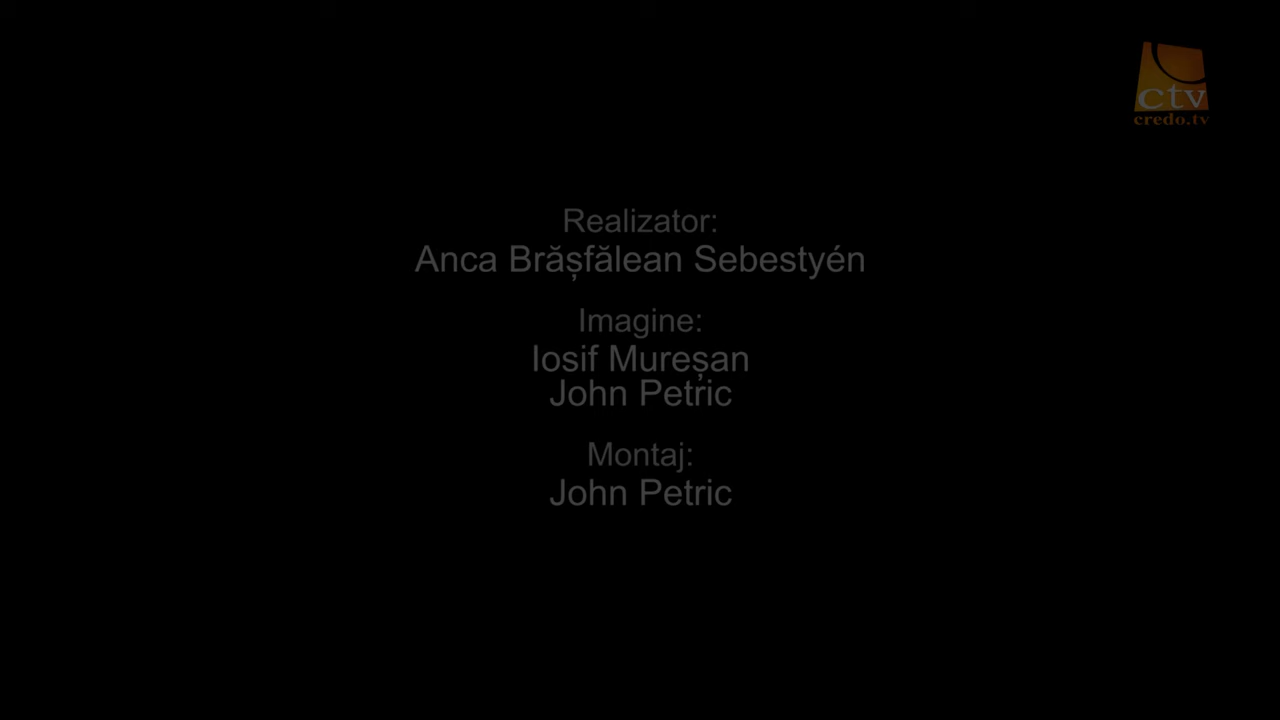 ctv
credo.tv
Realizator:
Anca Brășfălean Sebestyén
Imagine:
Iosif Mureșan
John Petric
Montaj:
John Petric